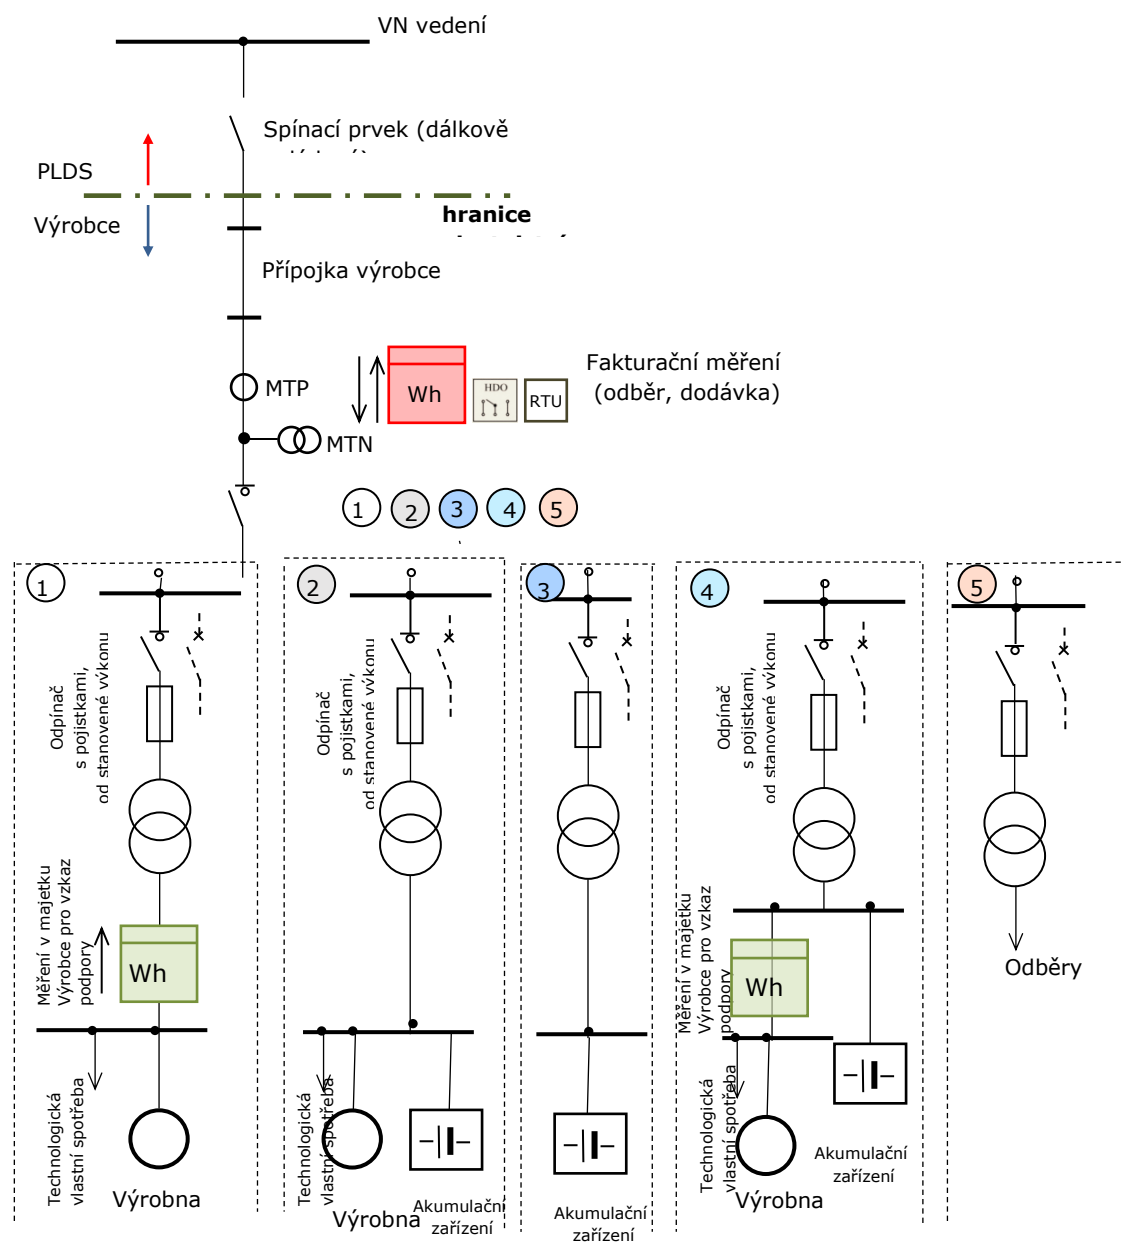 VN vedení
Spínací prvek (dálkově
PLDS
Výrobce
hranice
Přípojka výrobce
MTP
Wh
HDO
RTU
Fakturační měření
(odběr, dodávka)
MTN
1
2
3
4
5
1
Odpínač
s pojistkami,
od stanovené výkonu
Měření v majetku
Výrobce pro vzkaz
podpory
Wh
Technologická
vlastní spotřeba
Výrobna
2
Odpínač
s pojistkami,
od stanovené výkonu
Technologická
vlastní spotřeba
Výrobna
Akumulační
zařízení
3
Akumulační
zařízení
4
Odpínač
s pojistkami,
od stanovené výkonu
Měření v majetku
Výrobce pro vzkaz
podpory
Wh
Technologická
vlastní spotřeba
Výrobna
Akumulační
zařízení
5
Odběry